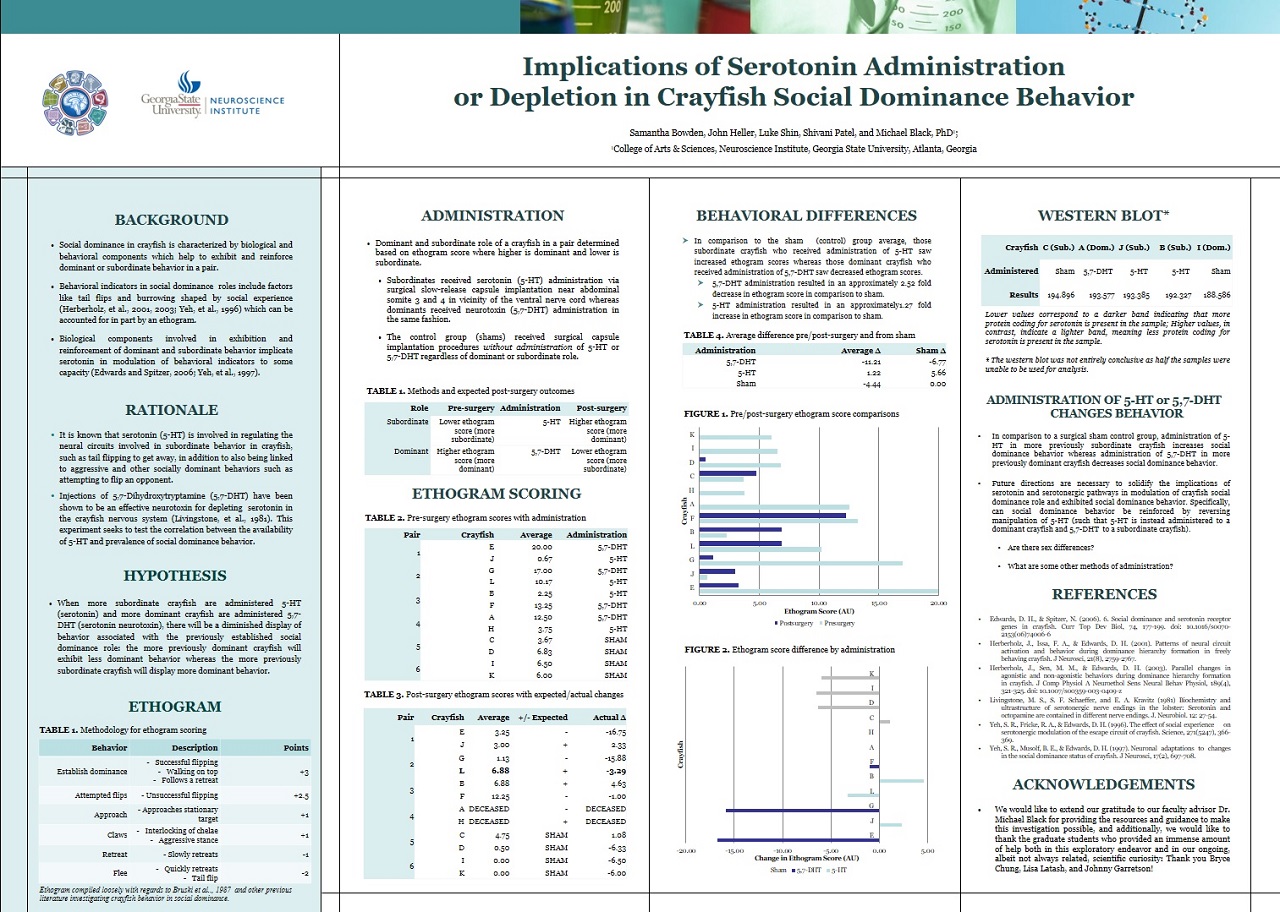 200
200
150
150
GeorgiaState
University
NEUROSCIENCE
INSTITUTE
Implications of Serotonin Administration
or Depletion in Crayfish Social Dominance Behavior
Samantha Bowden, John Heller, Luke Shin, Shivani Patel, and Michael Black, PhD¹;
¹College of Arts & Sciences, Neuroscience Institute, Georgia State University, Atlanta, Georgia
BACKGROUND
• Social dominance in crayfish is characterized by biological and
behavioral components which help to exhibit and reinforce
dominant or subordinate behavior in a pair.
• Behavioral indicators in social dominance roles include factors
like tail flips and burrowing shaped by social experience
(Herberholz, et al., 2001, 2003; Yeh, et al., 1996) which can be
accounted for in part by an ethogram.
• Biological components involved in exhibition and
reinforcement of dominant and subordinate behavior implicate
serotonin in modulation of behavioral indicators to some
capacity (Edwards and Spitzer, 2006; Yeh, et al., 1997).
RATIONALE
• It is known that serotonin (5-HT) is involved in regulating the
neural circuits involved in subordinate behavior in crayfish,
such as tail flipping to get away, in addition to also being linked
to aggressive and other socially dominant behaviors such as
attempting to flip an opponent.
• Injections of 5,7-Dihydroxytryptamine (5,7-DHT) have been
shown to be an effective neurotoxin for depleting serotonin in
the crayfish nervous system (Livingstone, et al., 1981). This
experiment seeks to test the correlation between the availability
of 5-HT and prevalence of social dominance behavior.
HYPOTHESIS
• When more subordinate crayfish are administered 5-HT
(serotonin) and more dominant crayfish are administered 5,7-
DHT (serotonin neurotoxin), there will be a diminished display of
behavior associated with the previously established social
dominance role: the more previously dominant crayfish will
exhibit less dominant behavior whereas the more previously
subordinate crayfish will display more dominant behavior.
ETHOGRAM
TABLE 1. Methodology for ethogram scoring
Behavior Description Points
Establish dominance - Successful flipping +3
- Walking on top
- Follows a retreat
Attempted flips - Unsuccessful flipping +2.5
Approach - Approaches stationary +1
target
Claws - Interlocking of chelae +1
- Aggressive stance
Retreat - Slowly retreats -1
Flee - Quickly retreats -2
- Tail flip
Ethogram compiled loosely with regards to Bruski et al.., 1987 and other previous
literature investigating crayfish behavior in social dominance.
ADMINISTRATION
• Dominant and subordinate role of a crayfish in a pair determined
based on ethogram score where higher is dominant and lower is
subordinate.
• Subordinates received serotonin (5-HT) administration via
surgical slow-release capsule implantation near abdominal
somite 3 and 4 in vicinity of the ventral nerve cord whereas
dominants received neurotoxin (5,7-DHT) administration in
the same fashion.
• The control group (shams) received surgical capsule
implantation procedures without administration of 5-HT or
5,7-DHT regardless of dominant or subordinate role.
TABLE 1. Methods and expected post-surgery outcomes
Role Pre-surgery Administration Post-surgery
Subordinate Lower ethogram 5-HT Higher ethogram
score (more score (more
subordinate) dominant)
Dominant Higher ethogram 5,7-DHT Lower ethogram
score (more score (more
dominant) subordinate)
ETHOGRAM SCORING
TABLE 2. Pre-surgery ethogram scores with administration
Pair Crayfish Average Administration
1 E 20.00 5,7-DHT
J 0.67 5-HT
2 G 17.00 5,7-DHT
L 10.17 5-HT
3 B 2.25 5-HT
F 13.25 5,7-DHT
4 A 12.50 5,7-DHT
H 3.75 5-HT
5 C 3.67 SHAM
D 6.83 SHAM
6 I 6.50 SHAM
K 6.00 SHAM
TABLE 3. Post-surgery ethogram scores with expected/actual changes
Pair Crayfish Average +/- Expected Actual Δ
1 E 3.25 - -16.75
J 3.00 + 2.33
2 G 1.13 - -15.88
L 6.88 + -3.29
3 B 6.88 + 4.63
F 12.25 - -1.00
4 A DECEASED - DECEASED
H DECEASED + DECEASED
5 C 4.75 SHAM 1.08
D 0.50 SHAM -6.33
6 I 0.00 SHAM -6.50
K 0.00 SHAM -6.00
BEHAVIORAL DIFFERENCES
➢ In comparison to the sham (control) group average, those
subordinate crayfish who received administration of 5-HT saw
increased ethogram scores whereas those dominant crayfish who
received administration of 5,7-DHT saw decreased ethogram scores.
➢ 5,7-DHT administration resulted in an approximately 2.52 fold
decrease in ethogram score in comparison to sham.
➢ 5-HT administration resulted in an approximately1.27 fold
increase in ethogram score in comparison to sham.
TABLE 4. Average difference pre/post-surgery and from sham
Administration Average Δ Sham Δ
5,7-DHT -11.21 -6.77
5-HT 1.22 5.66
Sham -4.44 0.00
FIGURE 1. Pre/post-surgery ethogram score comparisons
Crayfish
K
I
D
C
H
A
F
B
L
G
J
E
0.00 5.00 10.00 15.00 20.00
Ethogram Score (AU)
Postsurgery Presurgery
FIGURE 2. Ethogram score difference by administration
Crayfish
K
I
D
C
H
A
F
B
L
G
J
E
-20.00 -15.00 -10.00 -5.00 0.00 5.00
Change in Ethogram Score (AU)
Sham 5,7-DHT 5-HT
WESTERN BLOT*
Crayfish C (Sub.) A (Dom.) J (Sub.) B (Sub.) I (Dom.)
Administered Sham 5,7-DHT 5-HT 5-HT Sham
Results 194.896 193.577 193.385 192.327 188.586
Lower values correspond to a darker band indicating that more
protein coding for serotonin is present in the sample; Higher values, in
contrast, indicate a lighter band, meaning less protein coding for
serotonin is present in the sample.
* The western blot was not entirely conclusive as half the samples were
unable to be used for analysis.
ADMINISTRATION OF 5-HT or 5,7-DHT
CHANGES BEHAVIOR
• In comparison to a surgical sham control group, administration of 5-
HT in more previously subordinate crayfish increases social
dominance behavior whereas administration of 5,7-DHT in more
previously dominant crayfish decreases social dominance behavior.
• Future directions are necessary to solidify the implications of
serotonin and serotonergic pathways in modulation of crayfish social
dominance role and exhibited social dominance behavior. Specifically,
can social dominance behavior be reinforced by reversing
manipulation of 5-HT (such that 5-HT is instead administered to a
dominant crayfish and 5,7-DHT to a subordinate crayfish).
• Are there sex differences?
• What are some other methods of administration?
REFERENCES
• Edwards, D. H., & Spitzer, N. (2006). 6. Social dominance and serotonin receptor
genes in crayfish. Curr Top Dev Biol, 74, 177-199. doi: 10.1016/s0070-
2153(06)74006-6
• Herberholz, J., Issa, F. A., & Edwards, D. H. (2001). Patterns of neural circuit
activation and behavior during dominance hierarchy formation in freely
behaving crayfish. J Neurosci, 21(8), 2759-2767.
• Herberholz, J., Sen, M. M., & Edwards, D. H. (2003). Parallel changes in
agonistic and non-agonistic behaviors during dominance hierarchy formation
in crayfish. J Comp Physiol A Neuroethol Sens Neural Behav Physiol, 189(4),
321-325. doi: 10.1007/s00359-003-0409-z
• Livingstone, M. S., S. F. Schaeffer, and E. A. Kravitz (1981) Biochemistry and
ultrastructure of serotonergic nerve endings in the lobster: Serotonin and
octopamine are contained in different nerve endings. J. Neurobiol. 12: 27-54.
• Yeh, S. R., Fricke, R. A., & Edwards, D. H. (1996). The effect of social experience on
serotonergic modulation of the escape circuit of crayfish. Science, 271(5247), 366-
369.
• Yeh, S. R., Musolf, B. E., & Edwards, D. H. (1997). Neuronal adaptations to changes
in the social dominance status of crayfish. J Neurosci, 17(2), 697-708.
ACKNOWLEDGEMENTS
• We would like to extend our gratitude to our faculty advisor Dr.
Michael Black for providing the resources and guidance to make
this investigation possible, and additionally, we would like to
thank the graduate students who provided an immense amount
of help both in this exploratory endeavor and in our ongoing,
albeit not always related, scientific curiosity: Thank you Bryce
Chung, Lisa Latash, and Johnny Garretson!